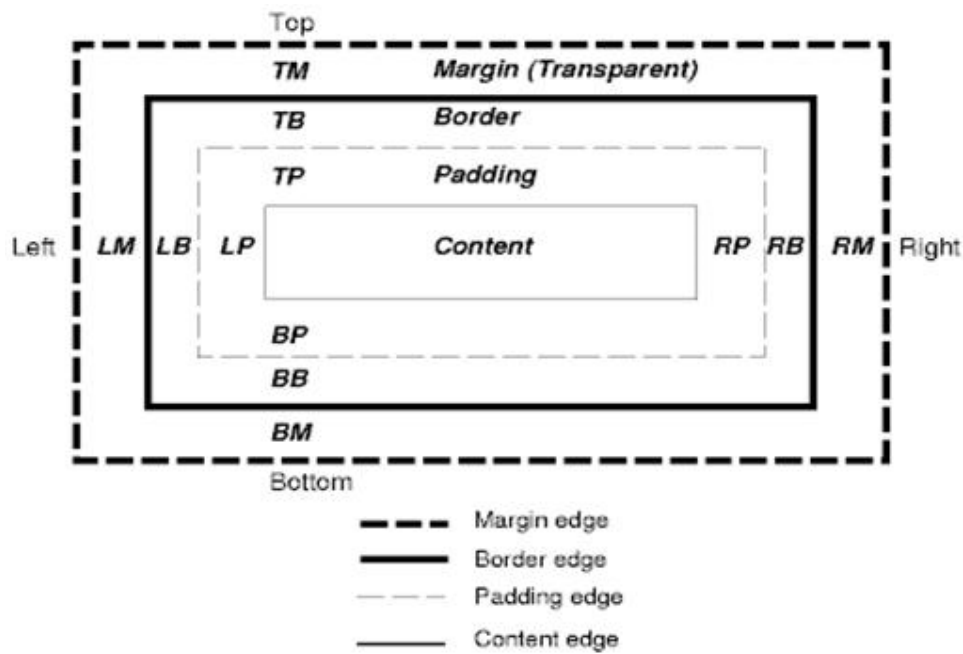 Top
TM Margin (Transparent)
TB Border
TP Padding
Left LM LB LP Content RP RB RM Right
BP
BB
BM
Bottom
Margin edge
Border edge
Padding edge
Content edge